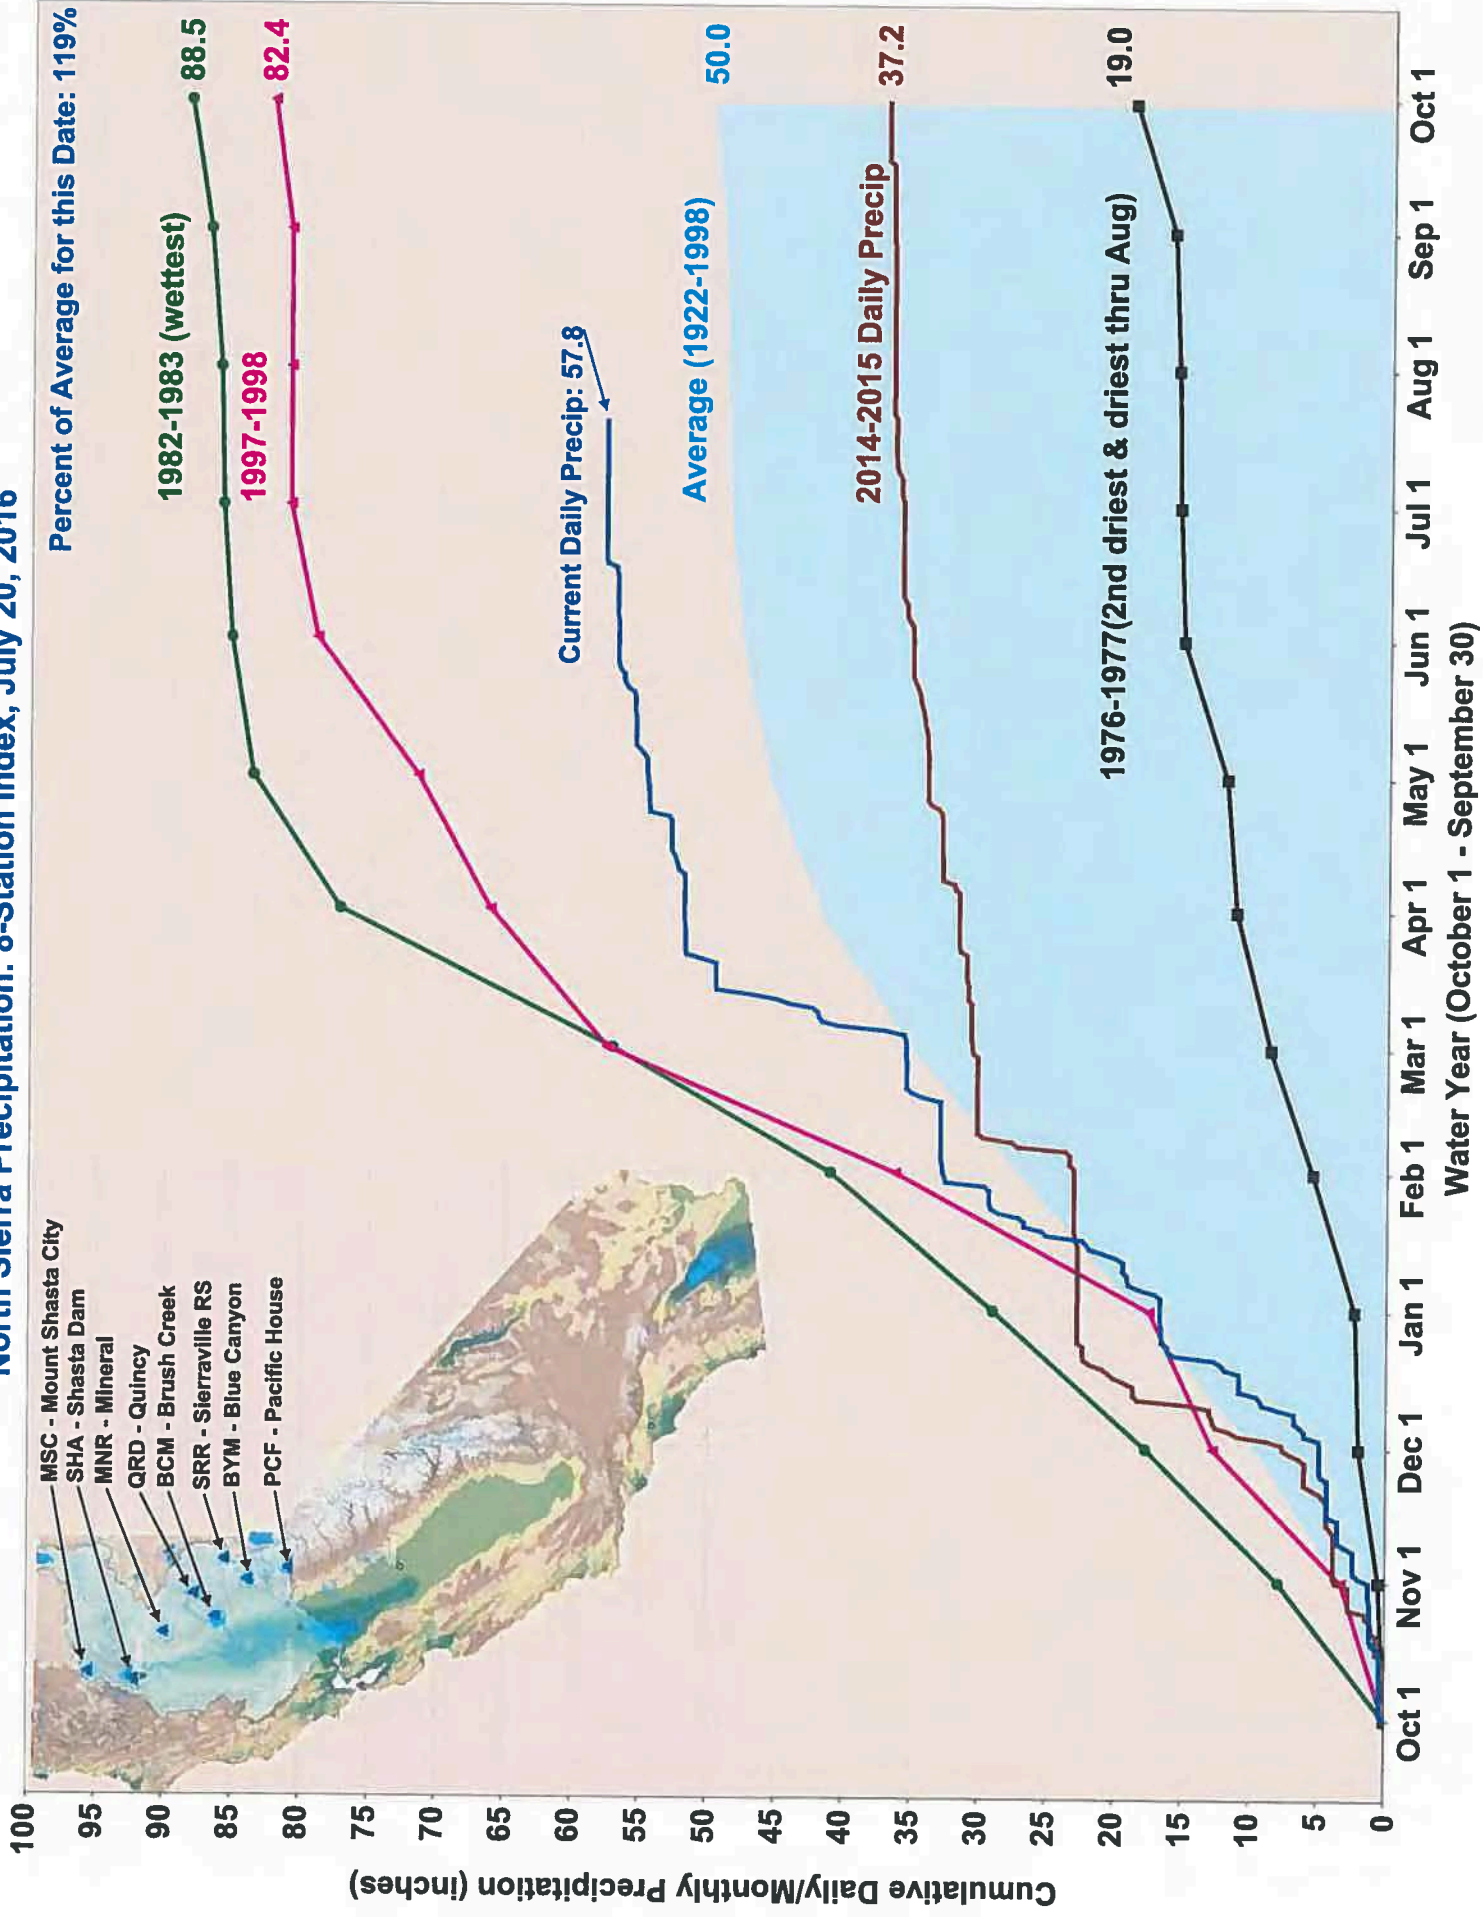 North Sierra Precipitation: 8-Station Index, July 20, 2016
Percent of Average for this Date: 119%
MSC - Mount Shasta City
SHA - Shasta Dam
MNR - Mineral
QRD - Quincy
BCM - Brush Creek
SRR - Sierraville RS
BYM - Blue Canyon
PCF - Pacific House
1982-1983 (wettest)
88.5
1997-1998
82.4
Current Daily Precip: 57.8
Average (1922-1998)
50.0
2014-2015 Daily Precip
37.2
1976-1977(2nd driest & driest thru Aug)
19.0
Cumulative Daily/Monthly Precipitation (inches)
100
95
90
85
80
75
70
65
60
55
50
45
40
35
30
25
20
15
10
5
0
Oct 1
Nov 1
Dec 1
Jan 1
Feb 1
Mar 1
Apr 1
May 1
Jun 1
Jul 1
Aug 1
Sep 1
Oct 1
Water Year (October 1 - September 30)